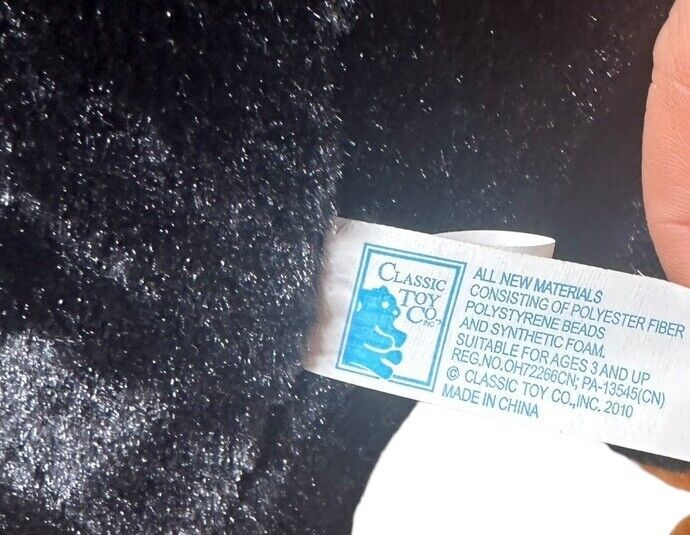 CLASSIC
TOY
CO.
INC.
ALL NEW MATERIALS
CONSISTING OF POLYESTER FIBER
POLYSTYRENE BEADS
AND SYNTHETIC FOAM.
SUITABLE FOR AGES 3 AND UP
REG.NO.OH72266CN; PA-13545(CN)
© CLASSIC TOY CO.,INC. 2010
MADE IN CHINA